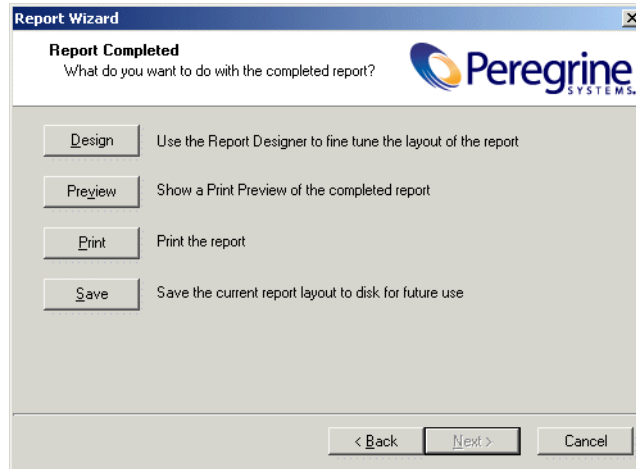 Report Wizard
Report Completed
What do you want to do with the completed report?
Peregrine
SYSTEMS
Design
Use the Report Designer to fine tune the layout of the report
Preview
Show a Print Preview of the completed report
Print
Print the report
Save
Save the current report layout to disk for future use
< Back
Next >
Cancel